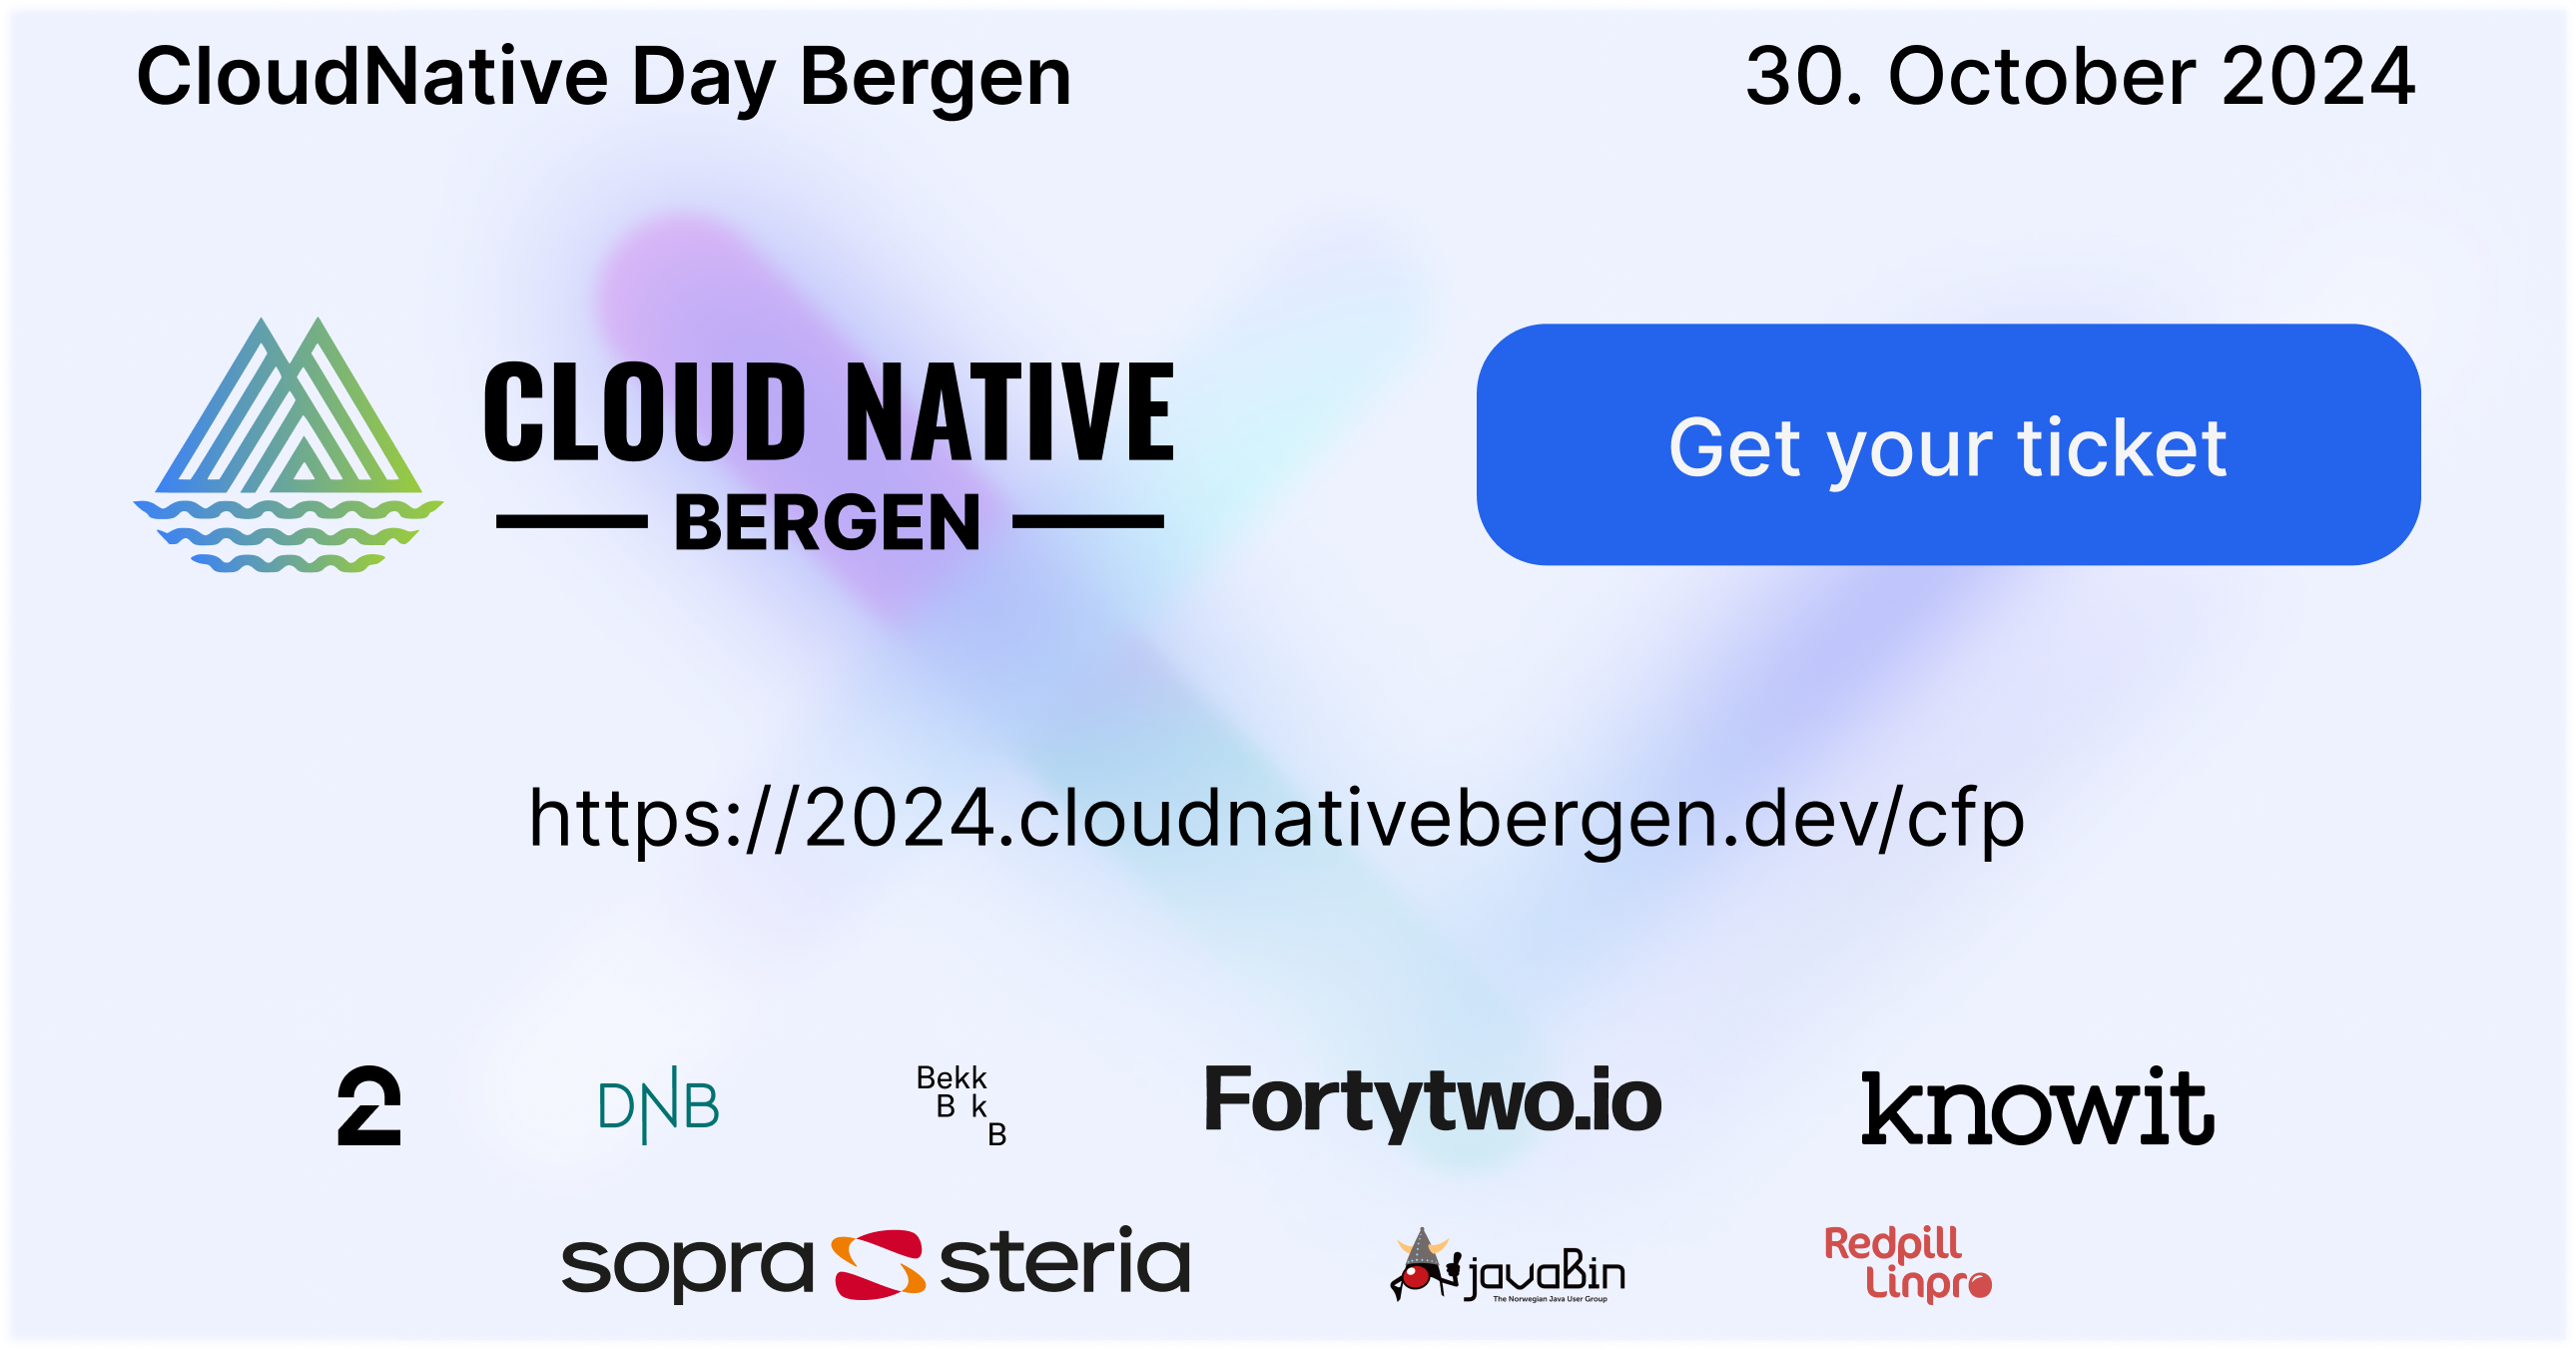 CloudNative Day Bergen
30. October 2024
CLOUD NATIVE
BERGEN
Get your ticket
https://2024.cloudnativebergen.dev/cfp
2
DNB
Bekk
B k
B
Fortytwo.io
knowit
sopra steria
javaBin
The Norwegian Java User Group
Redpill
Linpro